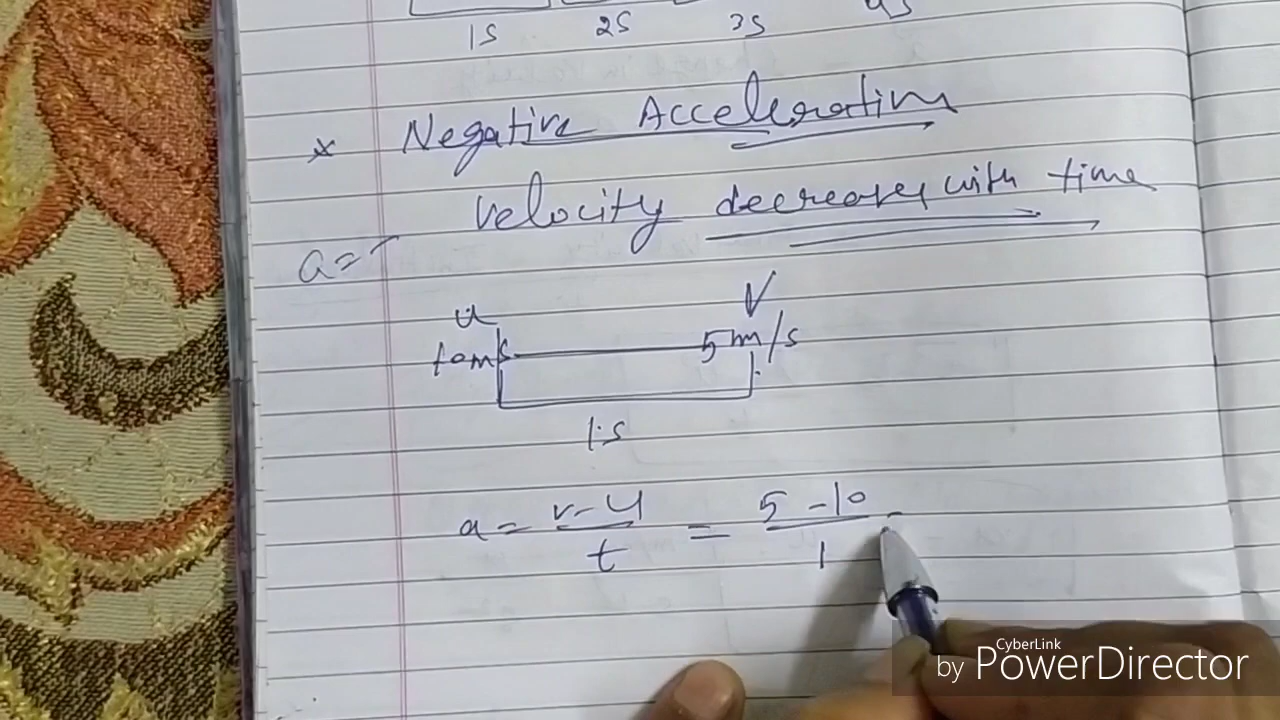 1S 2S 3S
* Negative Acceleration
velocity decreases with time
a =
u V
10m/s 5m/s
1s
a = v-u/t = 5-10/1 =
CyberLink
by PowerDirector